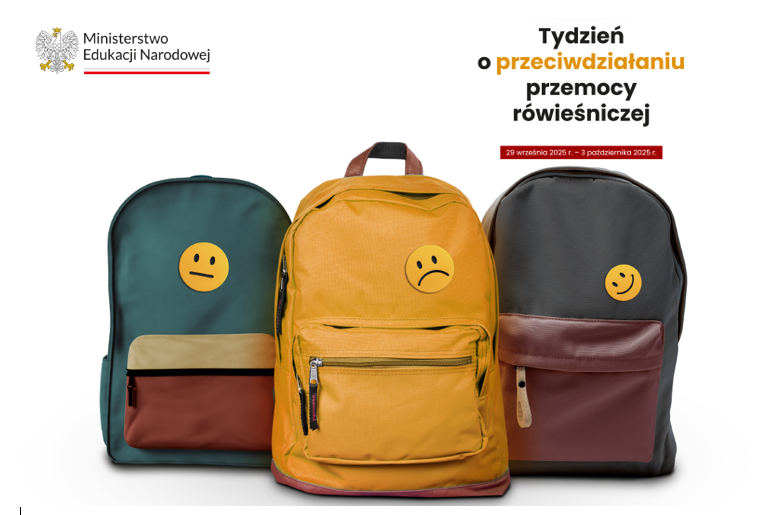 Ministerstwo
Edukacji Narodowej
Tydzień
o przeciwdziałaniu
przemocy
rówieśniczej
29 września 2025 r. – 3 października 2025 r.